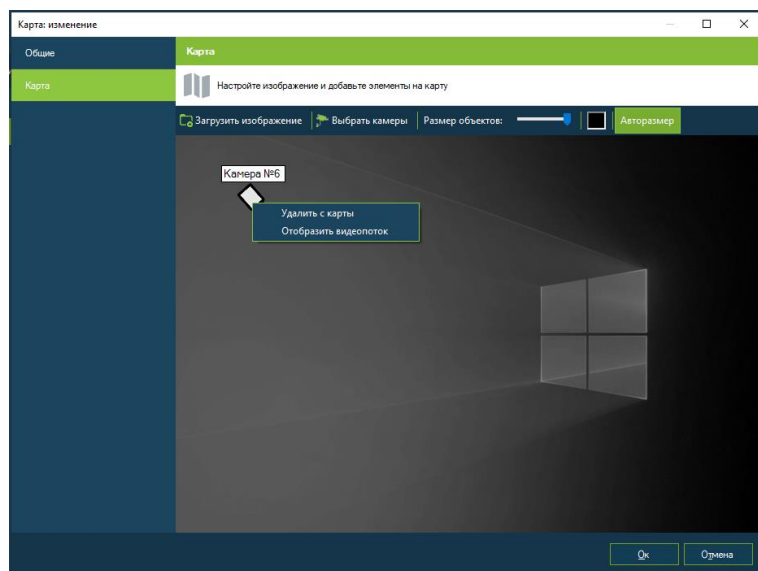 Карта: изменение
Общие
Карта
Карта
Настройте изображение и добавьте элементы на карту
Загрузить изображение Выбрать камеры Размер объектов: Авторазмер
Камера №6
Удалить с карты
Отобразить видеопоток
Ок Отмена